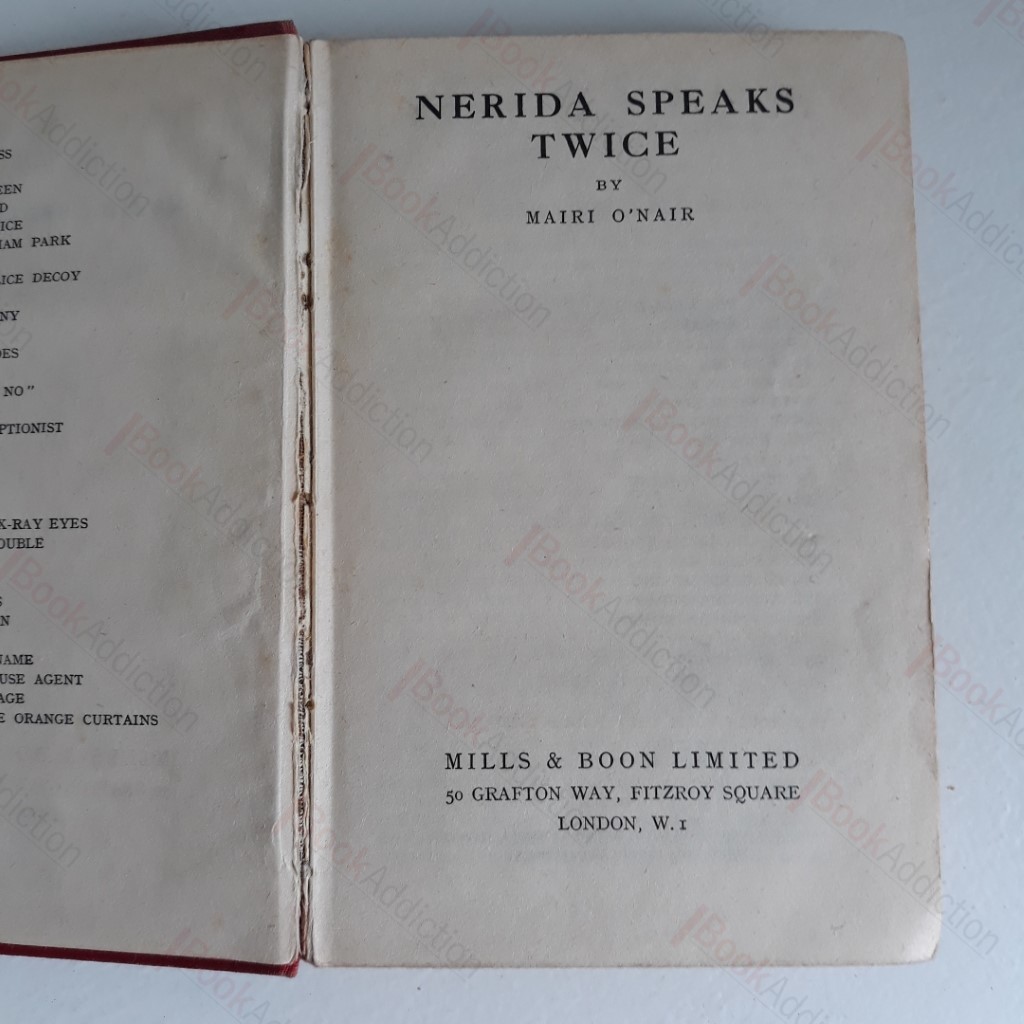 SS
EEN
D
ICE
HAM PARK
ICE DECOY
NY
DES
NO"
PTIONIST
X-RAY EYES
OUBLE
S
N
NAME
USE AGENT
AGE
E ORANGE CURTAINS
NERIDA SPEAKS
TWICE
BY
MAIRI O'NAIR
MILLS & BOON LIMITED
50 GRAFTON WAY, FITZROY SQUARE
LONDON, W.1
BookAddiction